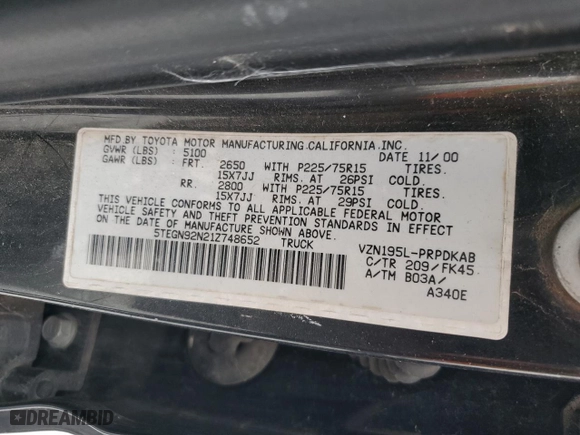 MFD.BY TOYOTA MOTOR MANUFACTURING,CALIFORNIA,INC.
GVWR (LBS) : 5100 DATE 11/00
GAWR (LBS) : FRT. 2650 WITH P225/75R15 TIRES.
15X7JJ RIMS. AT 26PSI COLD.
RR. 2800 WITH P225/75R15 TIRES.
15X7JJ RIMS. AT 29PSI COLD.
THIS VEHICLE CONFORMS TO ALL APPLICABLE FEDERAL MOTOR
VEHICLE SAFETY AND THEFT PREVENTION STANDARDS IN EFFECT
ON THE DATE OF MANUFACTURE SHOWN ABOVE.
5TEGN92N21Z748652 TRUCK
VZN195L-PRPDKAB
C/TR 209/FK45
A/TM B03A/
A340E
DREAMBID